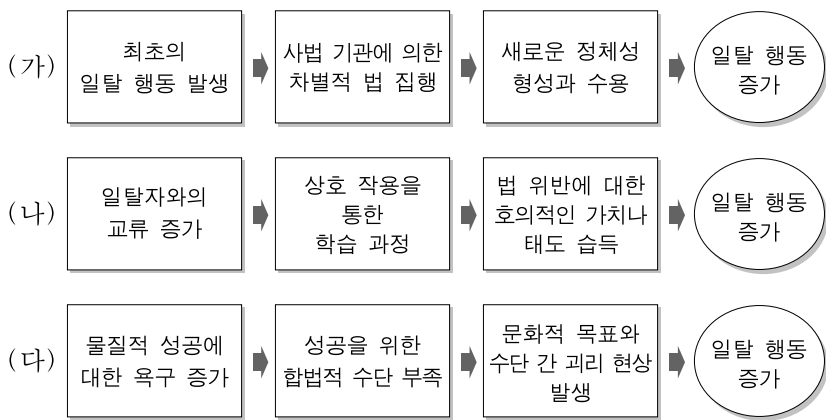 (가)
최초의
일탈 행동 발생
사법 기관에 의한
차별적 법 집행
새로운 정체성
형성과 수용
일탈 행동
증가
(나)
일탈자와의
교류 증가
상호 작용을
통한
학습 과정
법 위반에 대한
호의적인 가치나
태도 습득
일탈 행동
증가
(다)
물질적 성공에
대한 욕구 증가
성공을 위한
합법적 수단 부족
문화적 목표와
수단 간 괴리 현상
발생
일탈 행동
증가